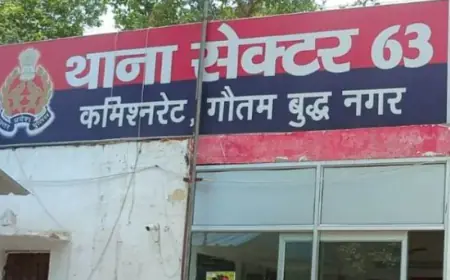 थाना सेक्टर 63
कमिश्नरेट, गौतम बुद्ध नगर